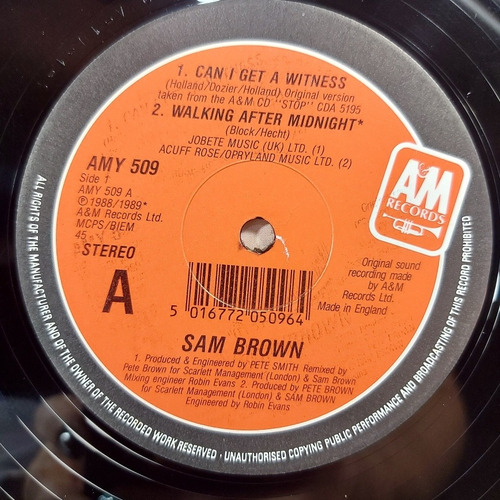 1. CAN I GET A WITNESS
(Holland/Dozier/Holland) Original version
taken from the A&M CD "STOP" CDA 5195
2. WALKING AFTER MIDNIGHT*
(Block/Hecht)
JOBETE MUSIC (UK) LTD. (1)
ACUFF ROSE/OPRYLAND MUSIC LTD. (2)
AMY 509
Side 1
AMY 509 A
℗ 1988/1989*
A&M Records Ltd.
MCPS/BIEM
45
STEREO
A
A&M
RECORDS
Original sound
recording made
by A&M
Records Ltd.
Made in England
5 016772 050964
SAM BROWN
1. Produced & Engineered by PETE SMITH Remixed by
Pete Brown for Scarlett Management (London) & Sam Brown
Mixing engineer Robin Evans 2. Produced by PETE BROWN
for Scarlett Management (London) & SAM BROWN
Engineered by Robin Evans
ALL RIGHTS OF THE MANUFACTURER AND OF THE OWNER OF THE RECORDED WORK RESERVED · UNAUTHORISED COPYING PUBLIC PERFORMANCE AND BROADCASTING OF THIS RECORD PROHIBITED